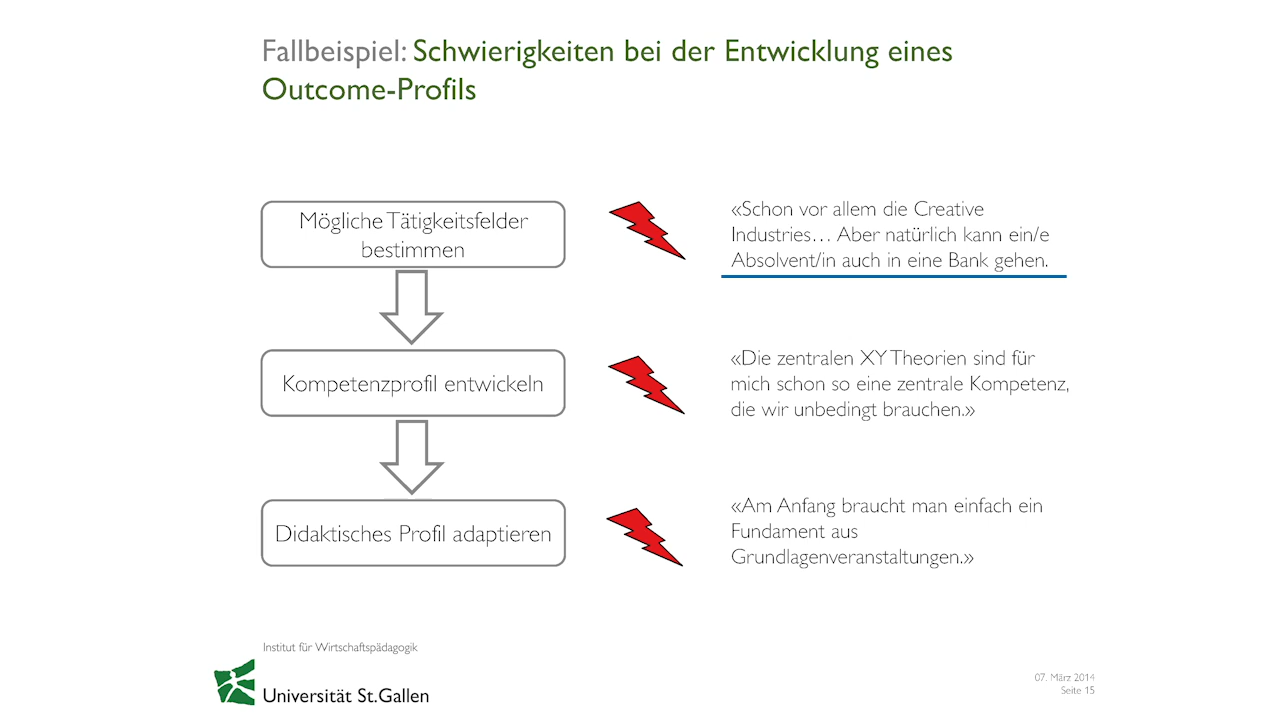 Fallbeispiel: Schwierigkeiten bei der Entwicklung eines
Outcome-Profils
Mögliche Tätigkeitsfelder
bestimmen
«Schon vor allem die Creative
Industries… Aber natürlich kann ein/e
Absolvent/in auch in eine Bank gehen.
Kompetenzprofil entwickeln
«Die zentralen XY Theorien sind für
mich schon so eine zentrale Kompetenz,
die wir unbedingt brauchen.»
Didaktisches Profil adaptieren
«Am Anfang braucht man einfach ein
Fundament aus
Grundlagenveranstaltungen.»
Institut für Wirtschaftspädagogik
Universität St.Gallen
07. März 2014
Seite 15